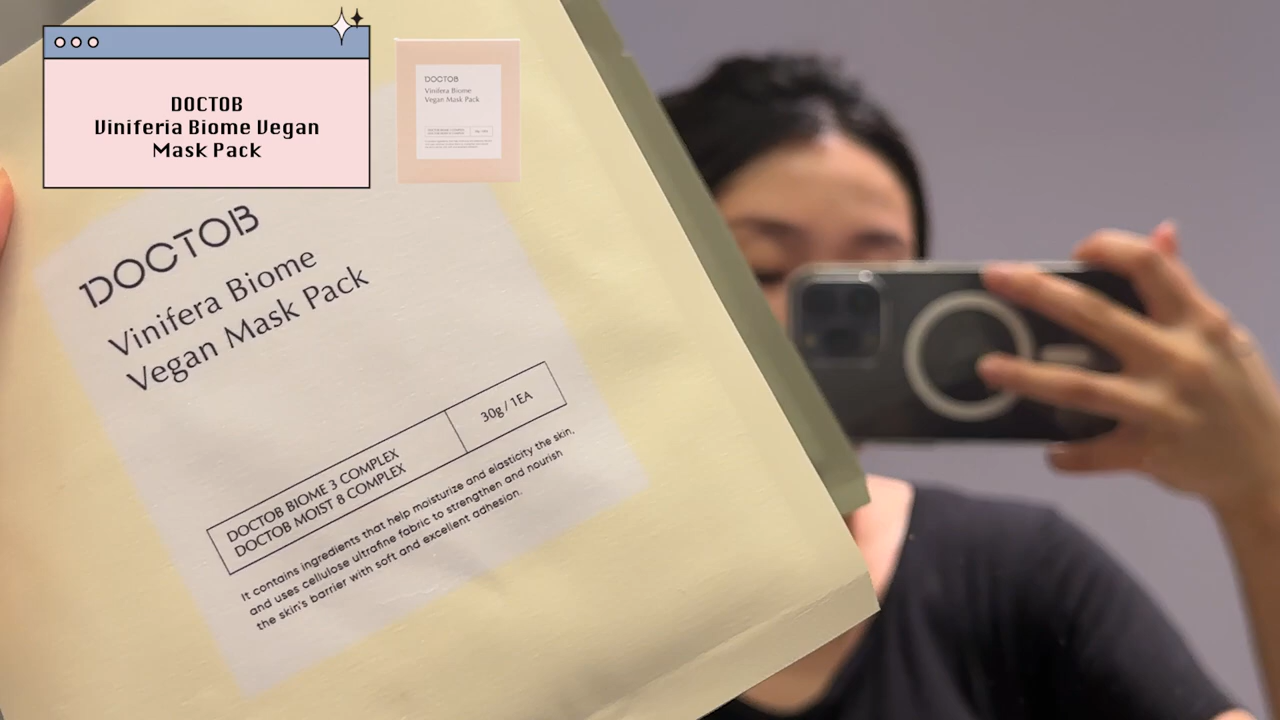 DOCTOB
Viniferia Biome Vegan
Mask Pack
DOCTOB
Vinifera Biome
Vegan Mask Pack
DOCTOB
Vinifera Biome
Vegan Mask Pack
DOCTOB BIOME 3 COMPLEX
DOCTOB MOIST 8 COMPLEX
30g / 1EA
It contains ingredients that help moisturize and elasticity the skin,
and uses cellulose ultrafine fabric to strengthen and nourish
the skin's barrier with soft and excellent adhesion.